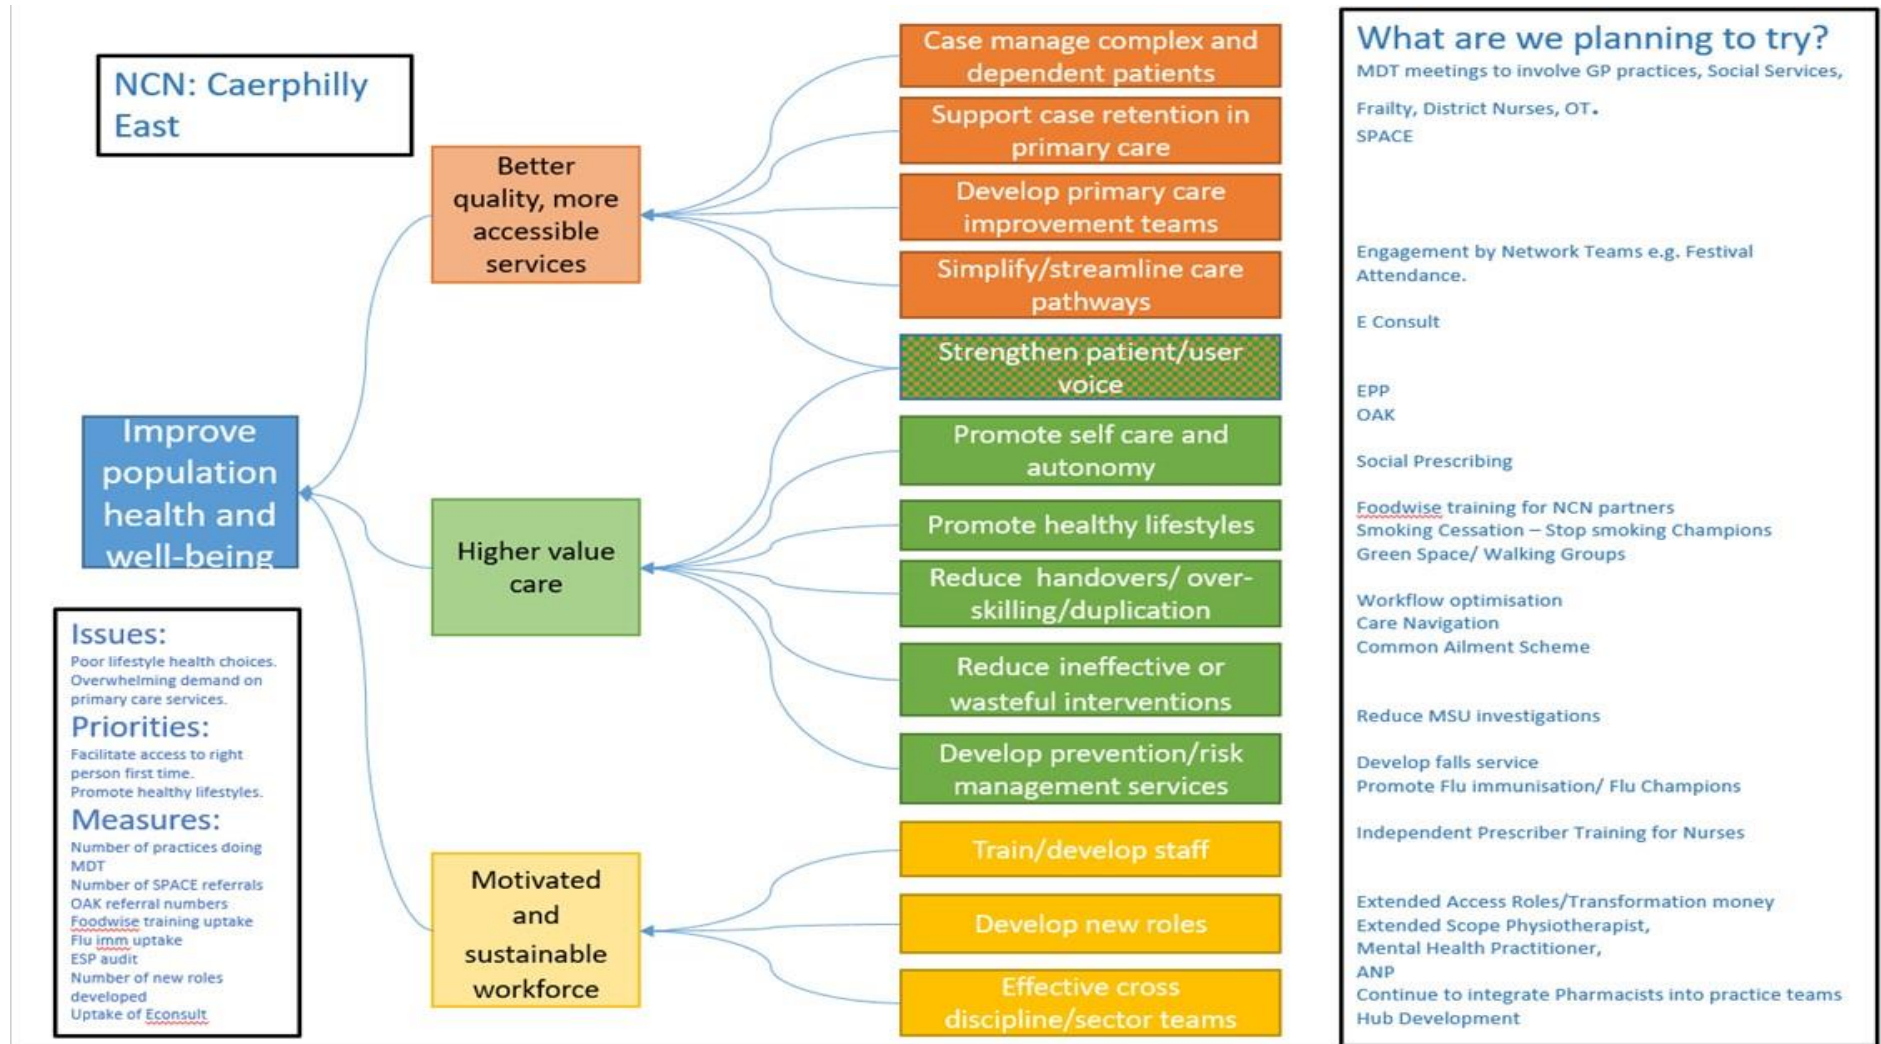 NCN: Caerphilly
East
Improve
population
health and
well-being
Issues:
Poor lifestyle health choices.
Overwhelming demand on
primary care services.
Priorities:
Facilitate access to right
person first time.
Promote healthy lifestyles.
Measures:
Number of practices doing
MDT
Number of SPACE referrals
OAK referral numbers
Foodwise training uptake
Flu imm uptake
ESP audit
Number of new roles
developed
Uptake of Econsult
Better
quality, more
accessible
services
Higher value
care
Motivated
and
sustainable
workforce
Case manage complex and
dependent patients
Support case retention in
primary care
Develop primary care
improvement teams
Simplify/streamline care
pathways
Strengthen patient/user
voice
Promote self care and
autonomy
Promote healthy lifestyles
Reduce handovers/ over-
skilling/duplication
Reduce ineffective or
wasteful interventions
Develop prevention/risk
management services
Train/develop staff
Develop new roles
Effective cross
discipline/sector teams
What are we planning to try?
MDT meetings to involve GP practices, Social Services,
Frailty, District Nurses, OT.
SPACE
Engagement by Network Teams e.g. Festival
Attendance.
E Consult
EPP
OAK
Social Prescribing
Foodwise training for NCN partners
Smoking Cessation – Stop smoking Champions
Green Space/ Walking Groups
Workflow optimisation
Care Navigation
Common Ailment Scheme
Reduce MSU investigations
Develop falls service
Promote Flu immunisation/ Flu Champions
Independent Prescriber Training for Nurses
Extended Access Roles/Transformation money
Extended Scope Physiotherapist,
Mental Health Practitioner,
ANP
Continue to integrate Pharmacists into practice teams
Hub Development